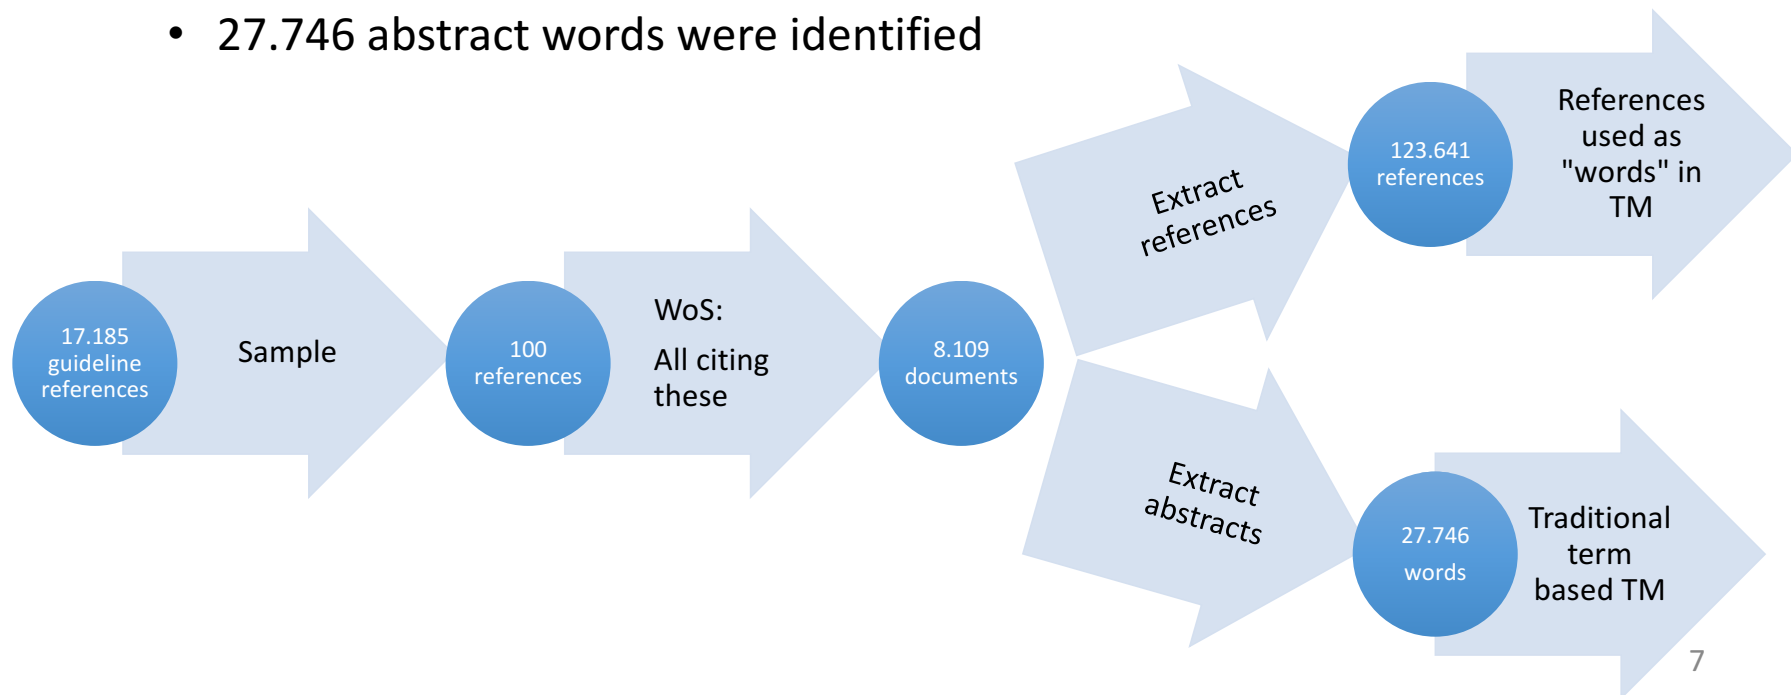 • 27.746 abstract words were identified
17.185
guideline
references
Sample
100
references
WoS:
All citing
these
8.109
documents
Extract
references
123.641
references
References
used as
"words" in
TM
Extract
abstracts
27.746
words
Traditional
term
based TM
7